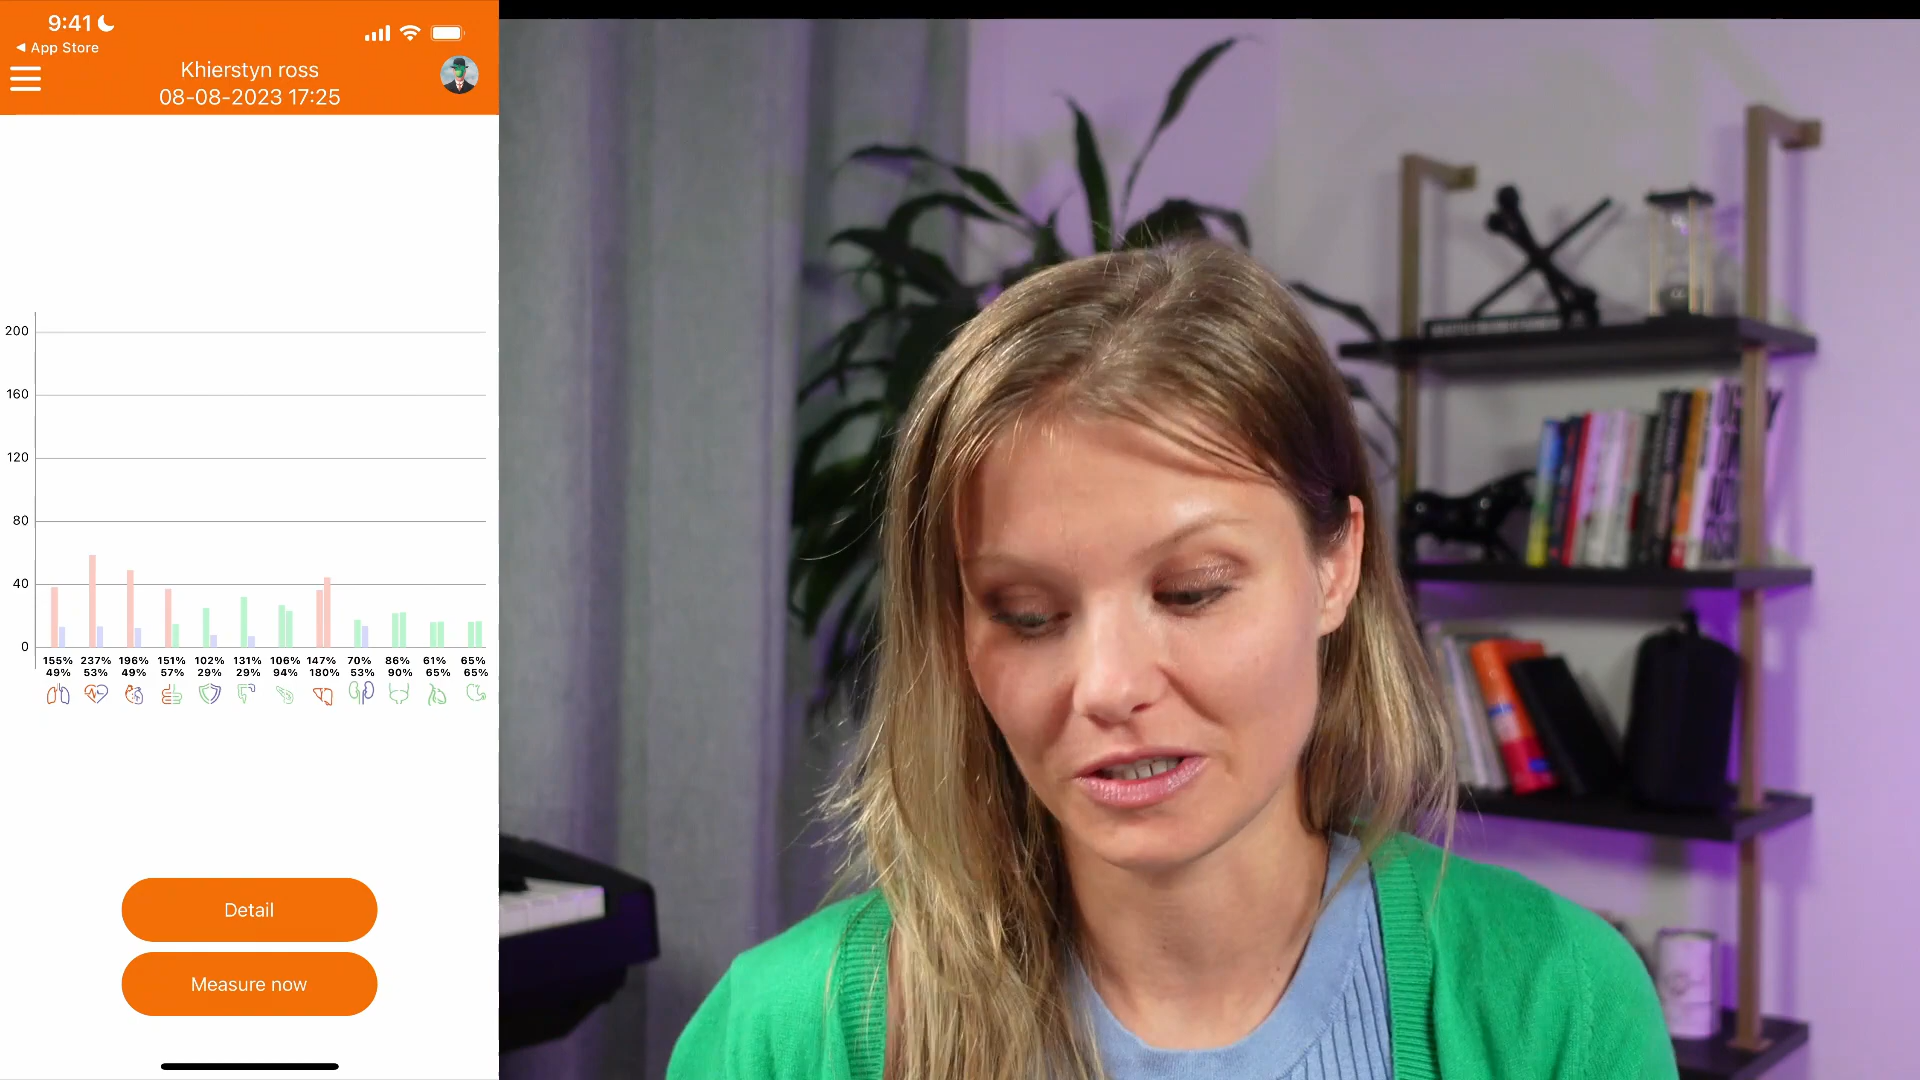 9:41
◀ App Store
Khierstyn ross
08-08-2023 17:25
200
160
120
80
40
0
155% 237% 196% 151% 102% 131% 106% 147% 70% 86% 61% 65%
49% 53% 49% 57% 29% 29% 94% 180% 53% 90% 65% 65%
Detail
Measure now